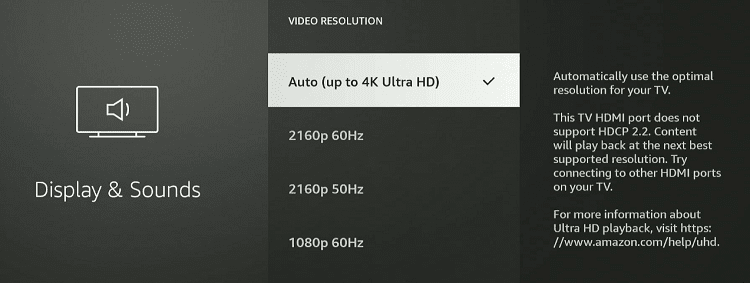 VIDEO RESOLUTION
Auto (up to 4K Ultra HD)
2160p 60Hz
2160p 50Hz
1080p 60Hz
Display & Sounds
Automatically use the optimal
resolution for your TV.
This TV HDMI port does not
support HDCP 2.2. Content
will play back at the next best
supported resolution. Try
connecting to other HDMI ports
on your TV.
For more information about
Ultra HD playback, visit https:
//www.amazon.com/help/uhd.